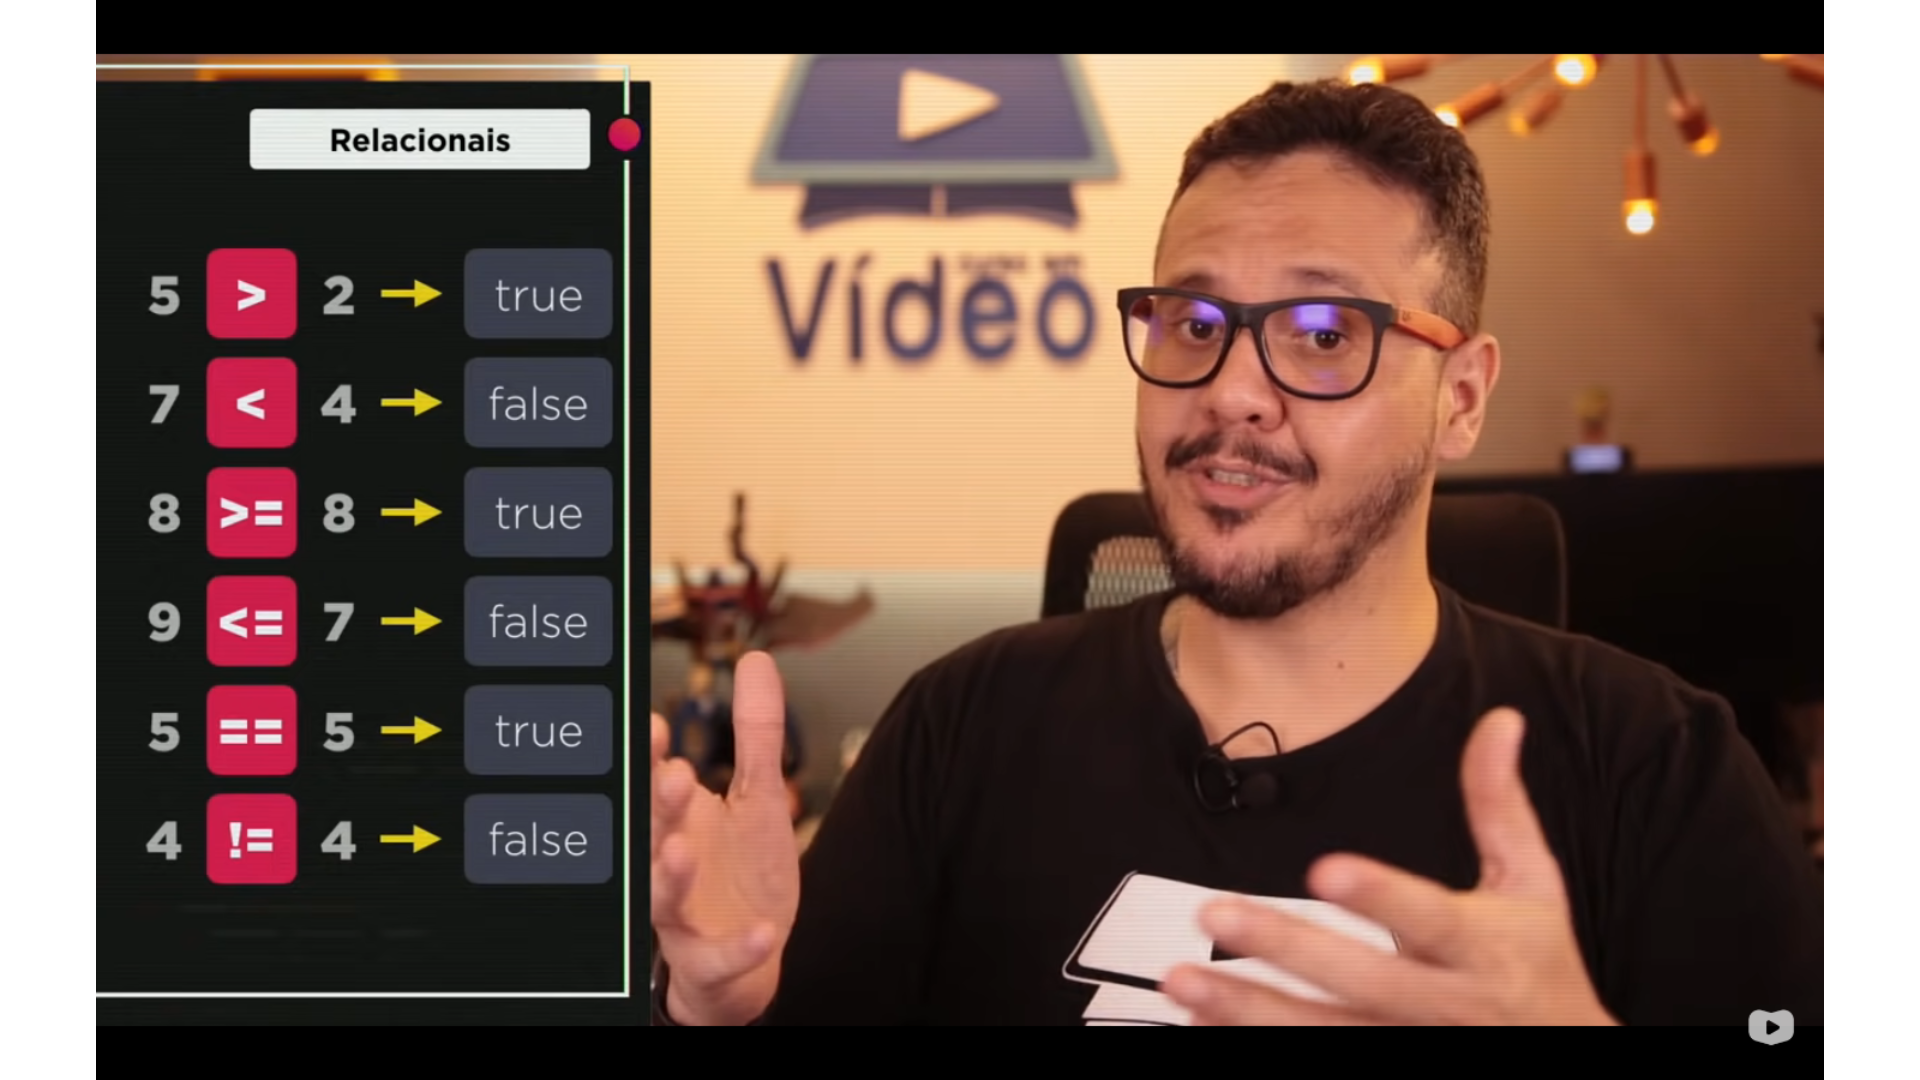 Relacionais
5 > 2 → true
7 < 4 → false
8 >= 8 → true
9 <= 7 → false
5 == 5 → true
4 != 4 → false
Vídeo